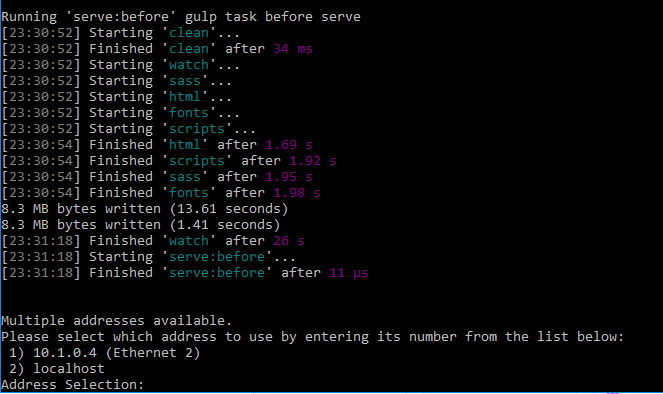 Running 'serve:before' gulp task before serve
[23:30:52] Starting 'clean'...
[23:30:52] Finished 'clean' after 34 ms
[23:30:52] Starting 'watch'...
[23:30:52] Starting 'sass'...
[23:30:52] Starting 'html'...
[23:30:52] Starting 'fonts'...
[23:30:52] Starting 'scripts'...
[23:30:54] Finished 'html' after 1.69 s
[23:30:54] Finished 'scripts' after 1.92 s
[23:30:54] Finished 'sass' after 1.95 s
[23:30:54] Finished 'fonts' after 1.98 s
8.3 MB bytes written (13.61 seconds)
8.3 MB bytes written (1.41 seconds)
[23:31:18] Finished 'watch' after 26 s
[23:31:18] Starting 'serve:before'...
[23:31:18] Finished 'serve:before' after 11 μs
Multiple addresses available.
Please select which address to use by entering its number from the list below:
1) 10.1.0.4 (Ethernet 2)
2) localhost
Address Selection: